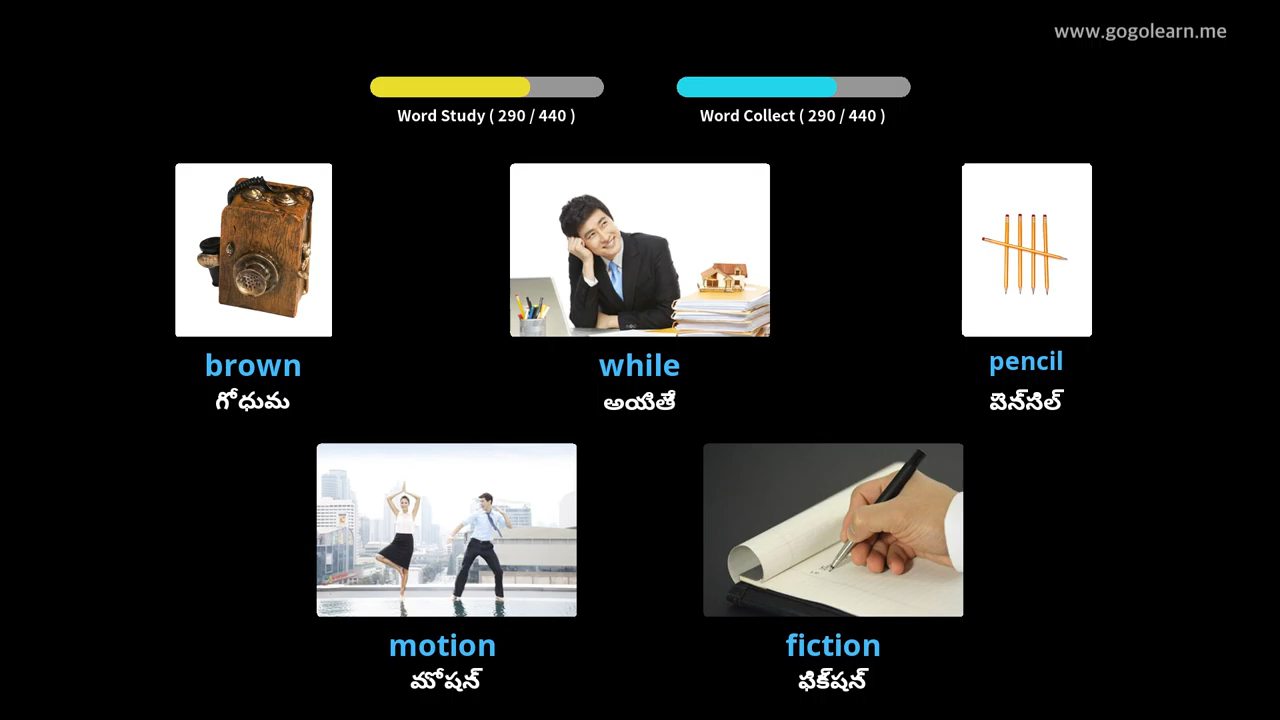 www.gogolearn.me
Word Study ( 290 / 440 )
Word Collect ( 290 / 440 )
brown
గోధుమ
while
అయితే
pencil
పెన్‌సిల్
motion
మోషన్
fiction
ఫిక్‌షన్